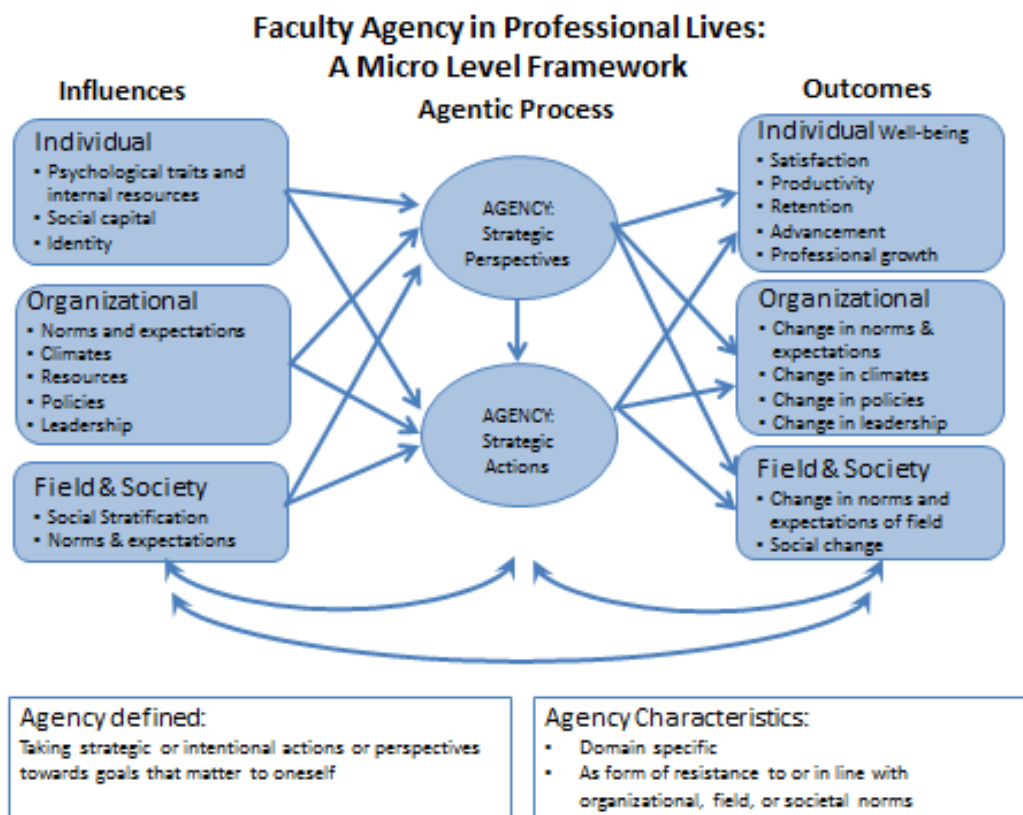 Faculty Agency in Professional Lives:
A Micro Level Framework
Influences
Agentic Process
Outcomes
Individual
▪ Psychological traits and
internal resources
▪ Social capital
▪ Identity
Organizational
▪ Norms and expectations
▪ Climates
▪ Resources
▪ Policies
▪ Leadership
Field & Society
▪ Social Stratification
▪ Norms & expectations
AGENCY:
Strategic
Perspectives
AGENCY:
Strategic
Actions
Individual Well-being
▪ Satisfaction
▪ Productivity
▪ Retention
▪ Advancement
▪ Professional growth
Organizational
▪ Change in norms &
expectations
▪ Change in climates
▪ Change in policies
▪ Change in leadership
Field & Society
▪ Change in norms and
expectations of field
▪ Social change
Agency defined:
Taking strategic or intentional actions or perspectives
towards goals that matter to oneself
Agency Characteristics:
▪ Domain specific
▪ As form of resistance to or in line with
organizational, field, or societal norms